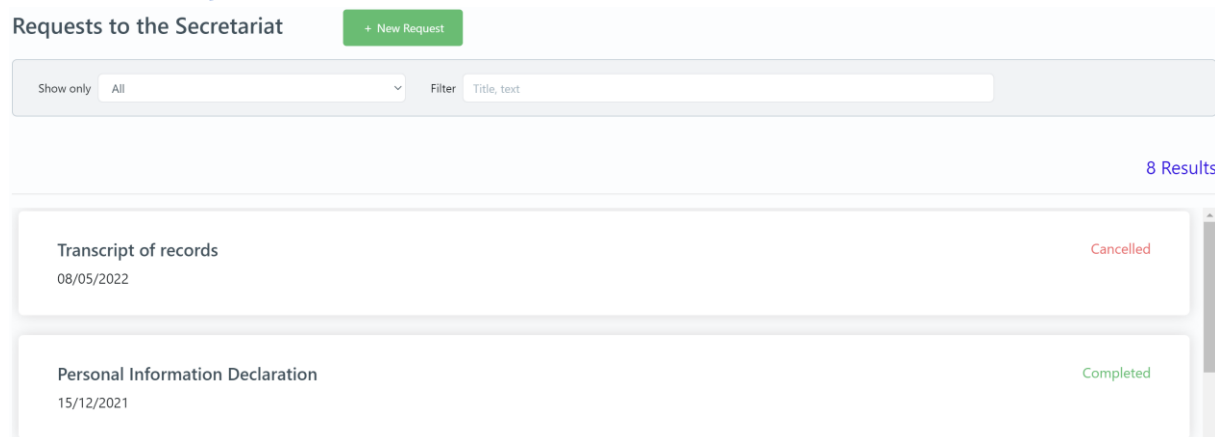 Requests to the Secretariat
+ New Request
Show only All Filter Title, text
8 Results
Transcript of records Cancelled
08/05/2022
Personal Information Declaration Completed
15/12/2021